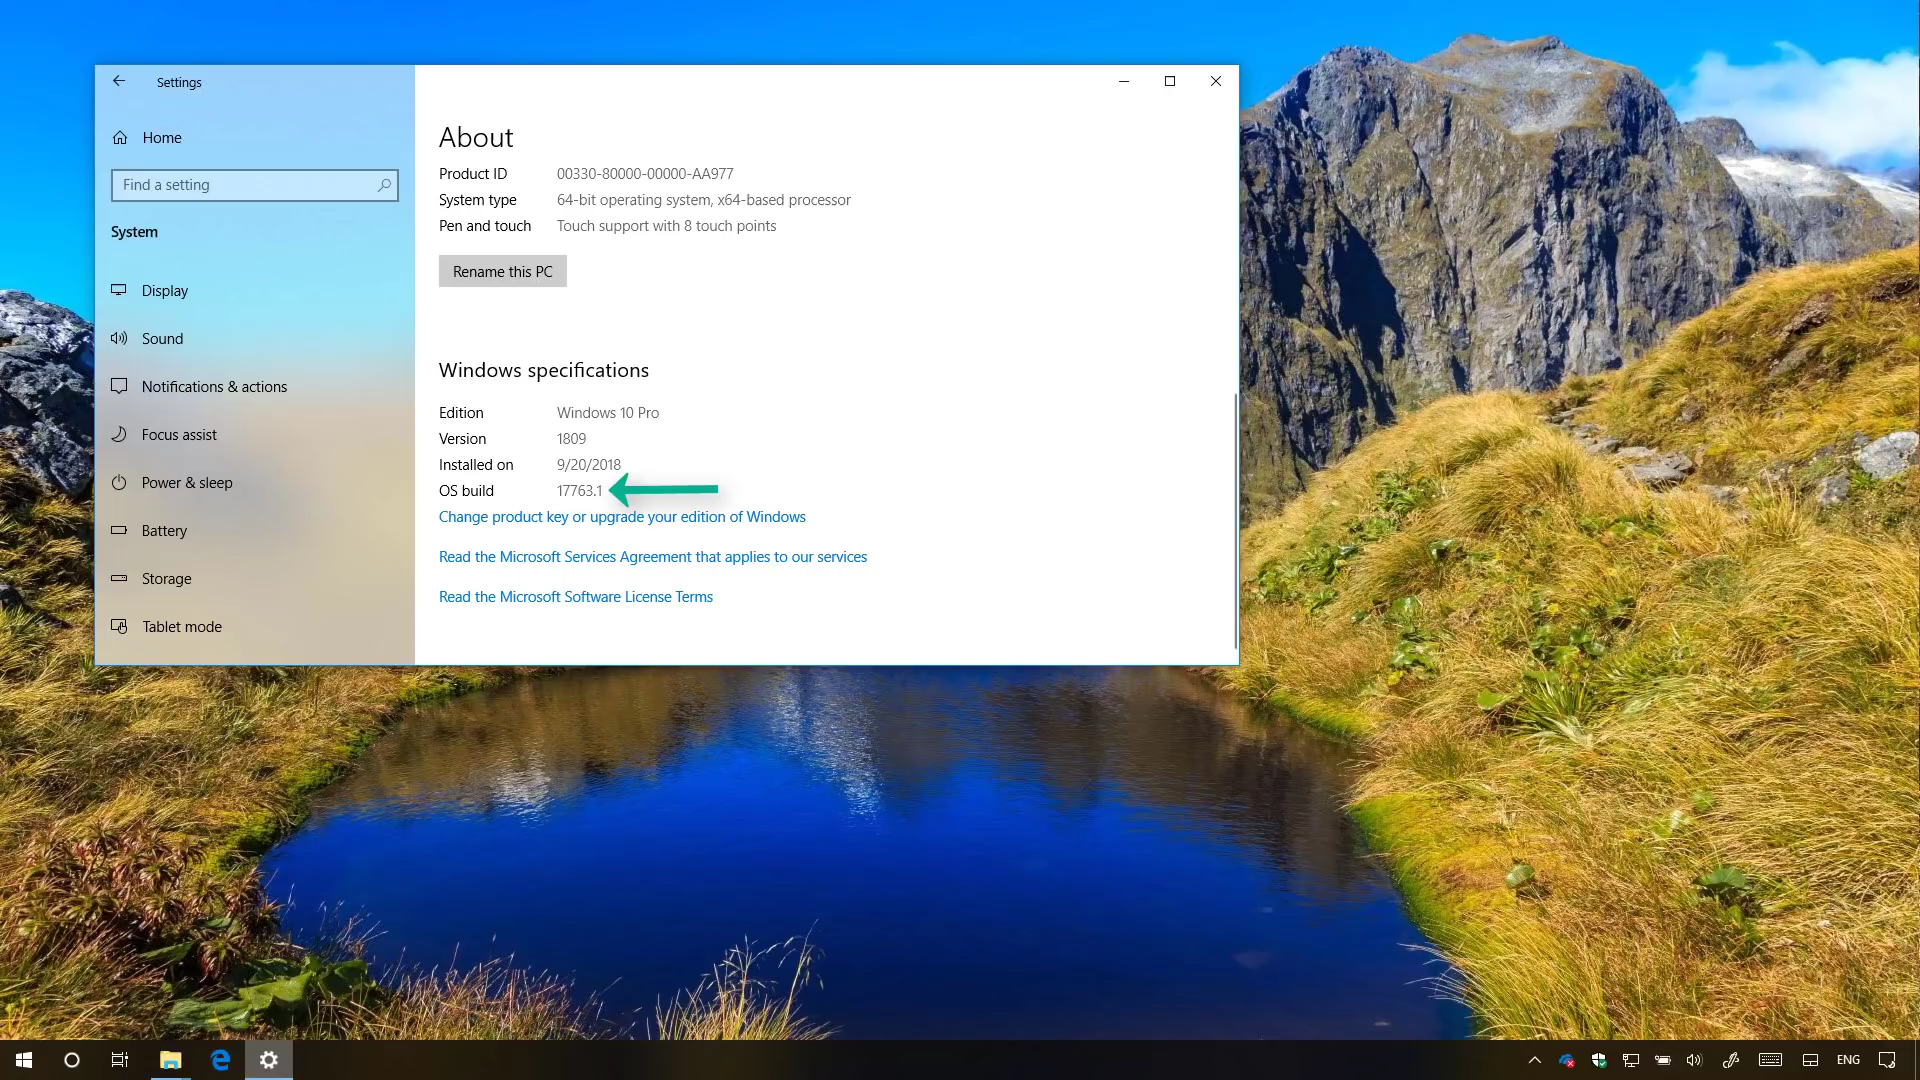 Settings
Home
Find a setting
System
Display
Sound
Notifications & actions
Focus assist
Power & sleep
Battery
Storage
Tablet mode
About
Product ID 00330-80000-00000-AA977
System type 64-bit operating system, x64-based processor
Pen and touch Touch support with 8 touch points
Rename this PC
Windows specifications
Edition Windows 10 Pro
Version 1809
Installed on 9/20/2018
OS build 17763.1
Change product key or upgrade your edition of Windows
Read the Microsoft Services Agreement that applies to our services
Read the Microsoft Software License Terms
ENG